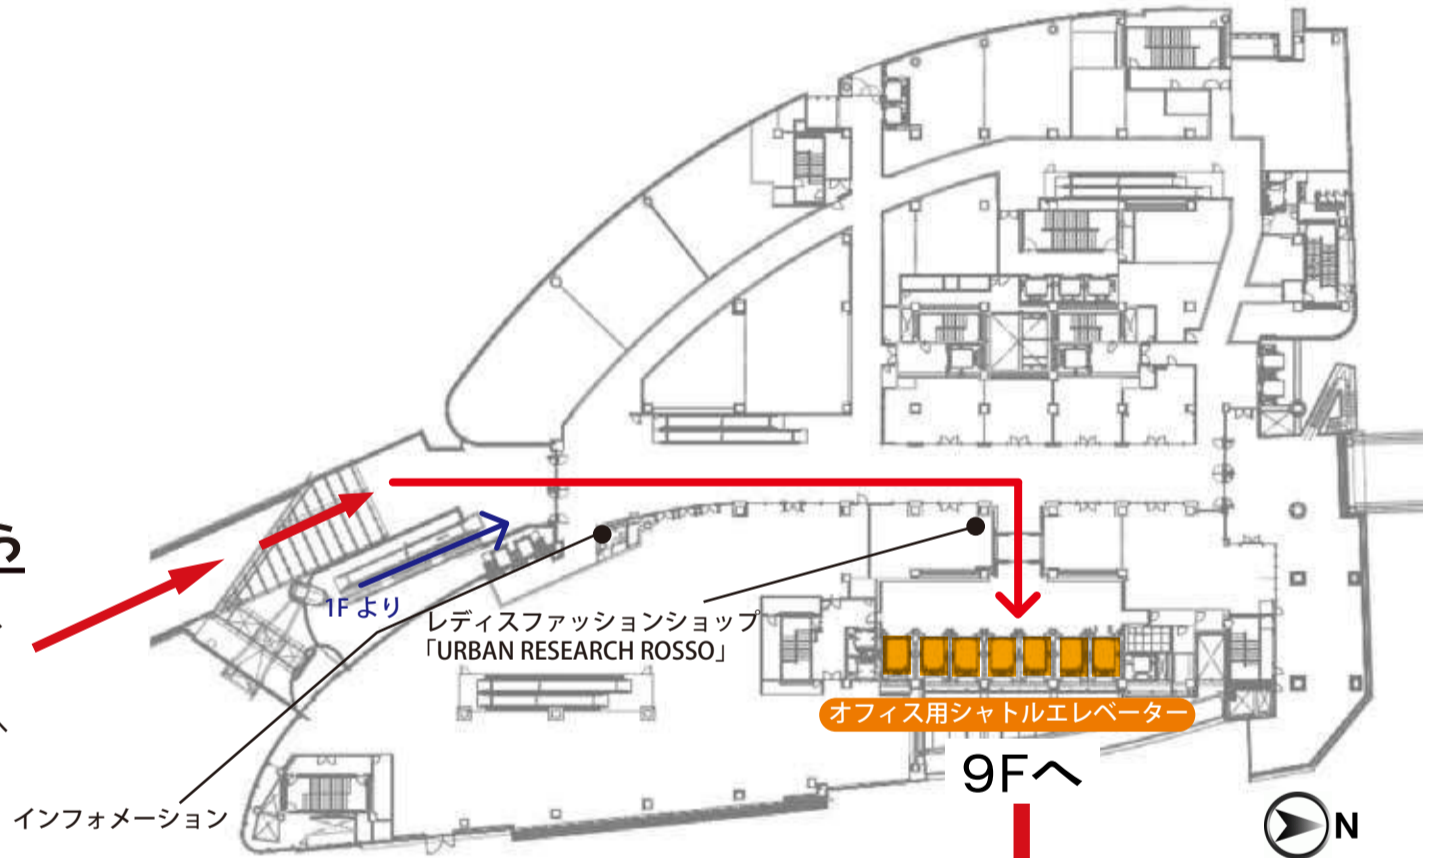 ら
1F より
レディスファッションショップ
「URBAN RESEARCH ROSSO」
オフィス用シャトルエレベーター
9Fへ
インフォメーション
N